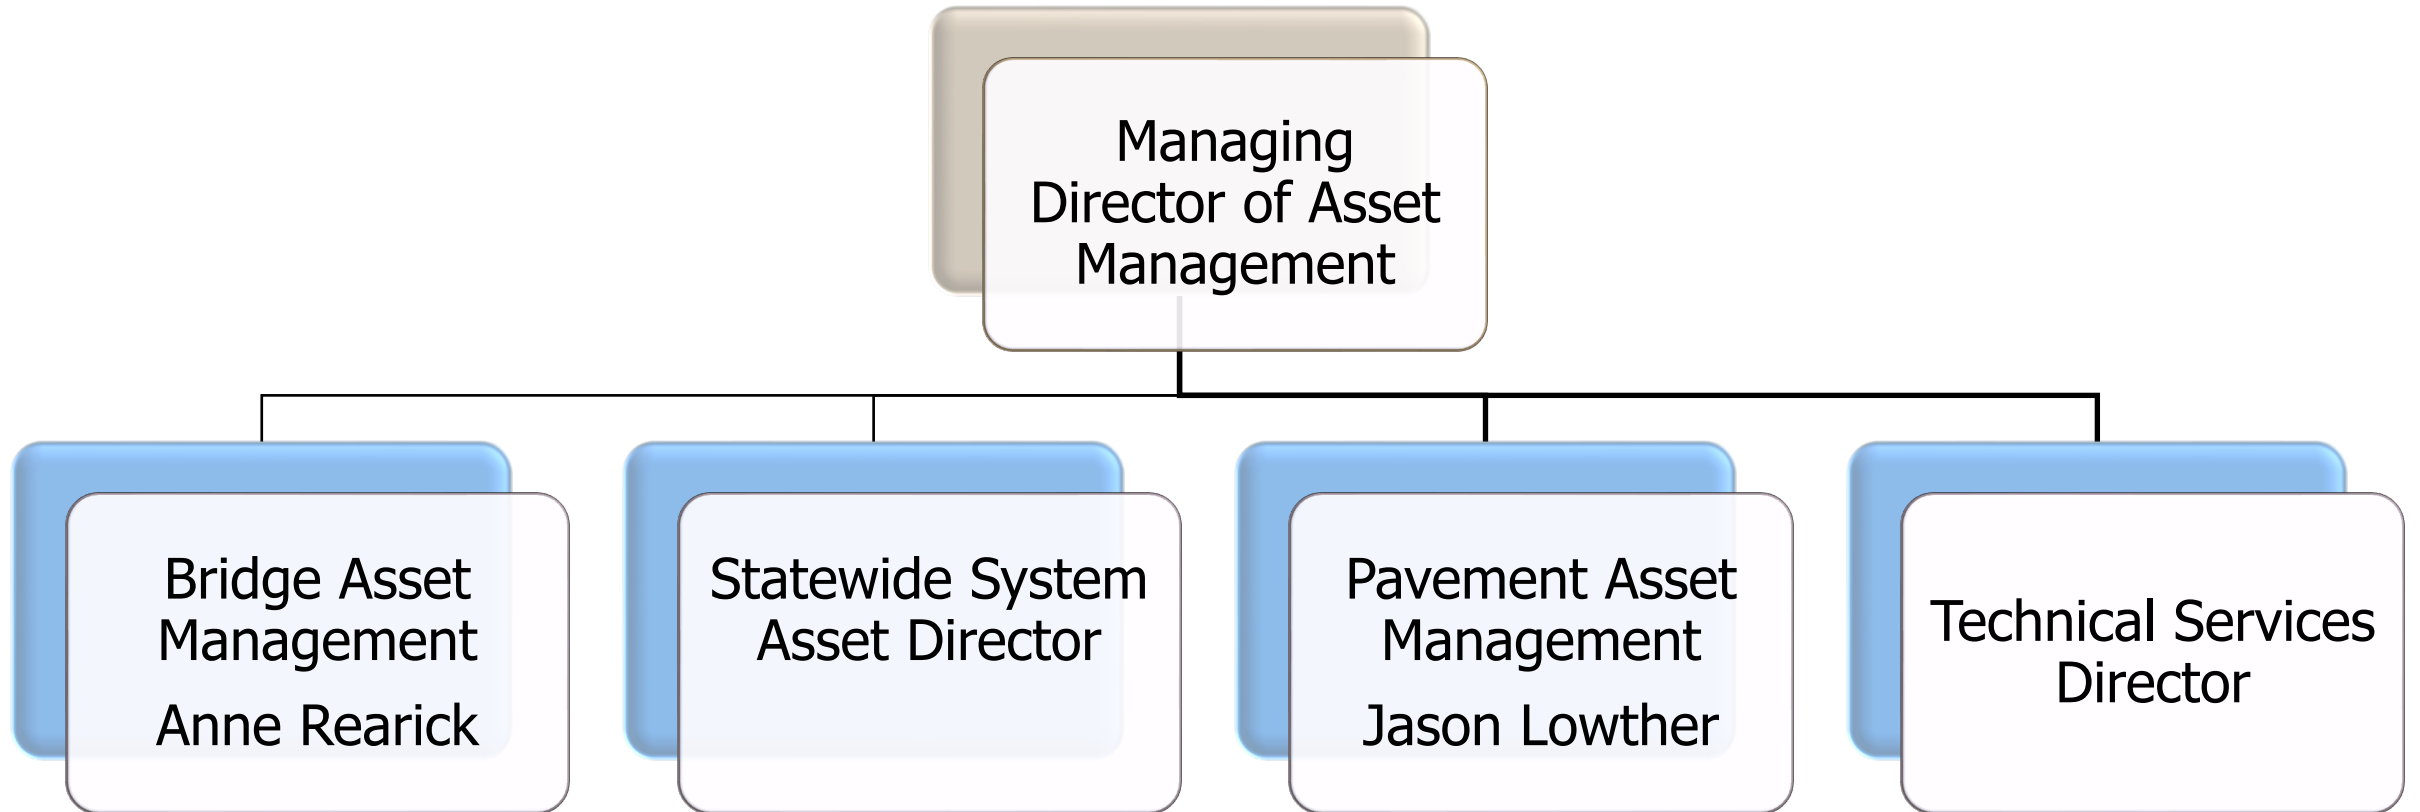 Managing
Director of Asset
Management
Bridge Asset
Management
Anne Rearick
Statewide System
Asset Director
Pavement Asset
Management
Jason Lowther
Technical Services
Director